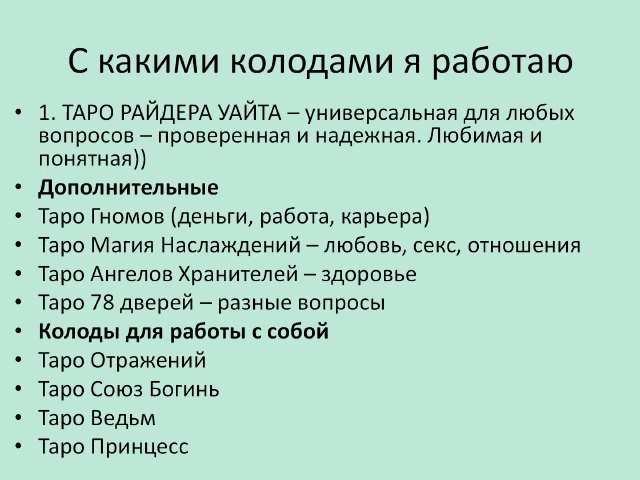 С какими колодами я работаю
• 1. ТАРО РАЙДЕРА УАЙТА – универсальная для любых
вопросов – проверенная и надежная. Любимая и
понятная))
• Дополнительные
• Таро Гномов (деньги, работа, карьера)
• Таро Магия Наслаждений – любовь, секс, отношения
• Таро Ангелов Хранителей – здоровье
• Таро 78 дверей – разные вопросы
• Колоды для работы с собой
• Таро Отражений
• Таро Союз Богинь
• Таро Ведьм
• Таро Принцесс